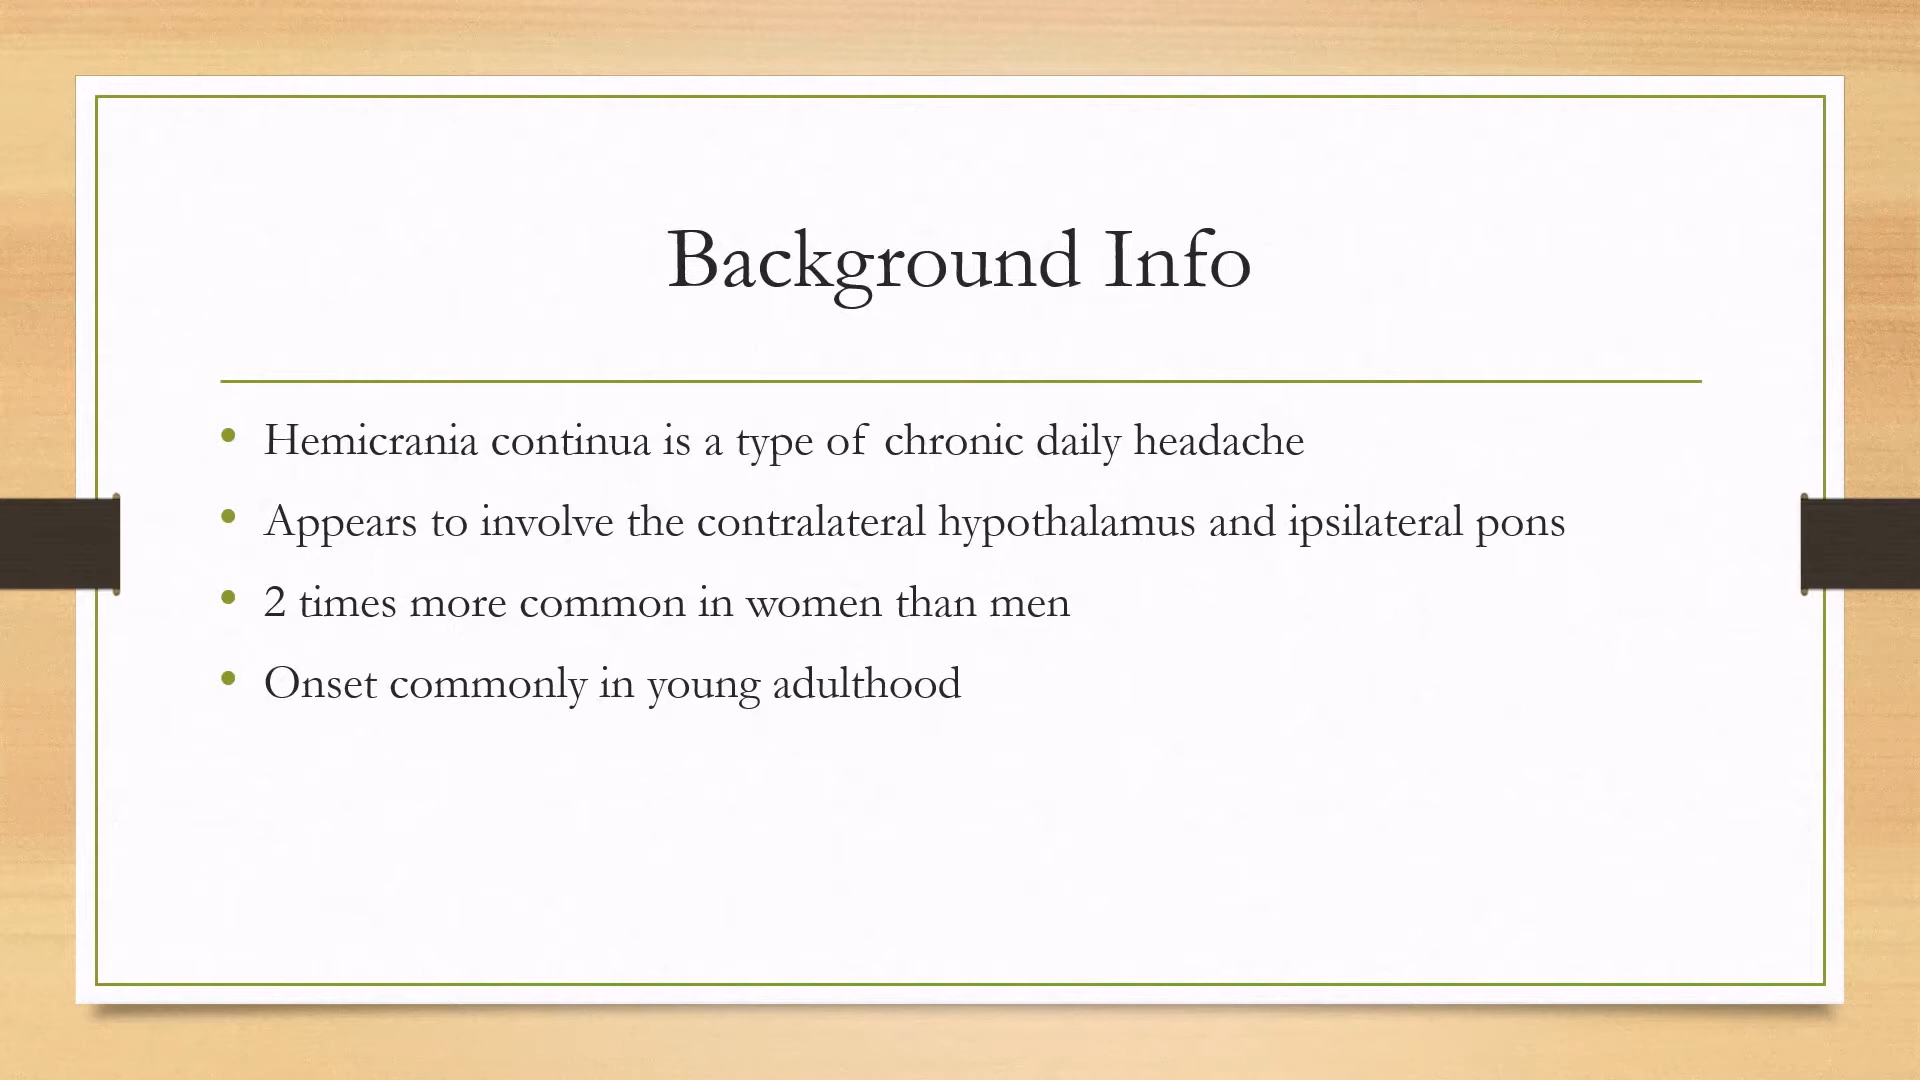 Background Info
• Hemicrania continua is a type of chronic daily headache
• Appears to involve the contralateral hypothalamus and ipsilateral pons
• 2 times more common in women than men
• Onset commonly in young adulthood